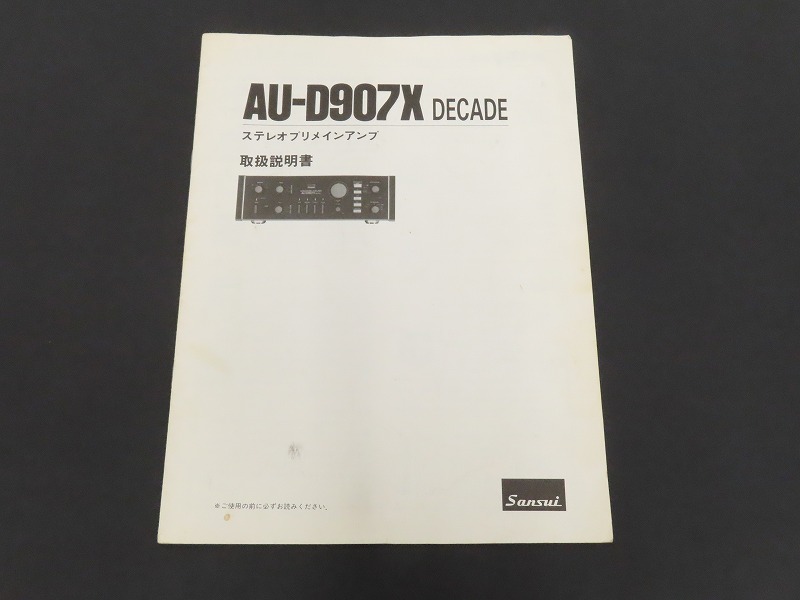 AU-D907X DECADE
ステレオプリメインアンプ
取扱説明書
※ご使用の前に必ずお読みください。
Sansui